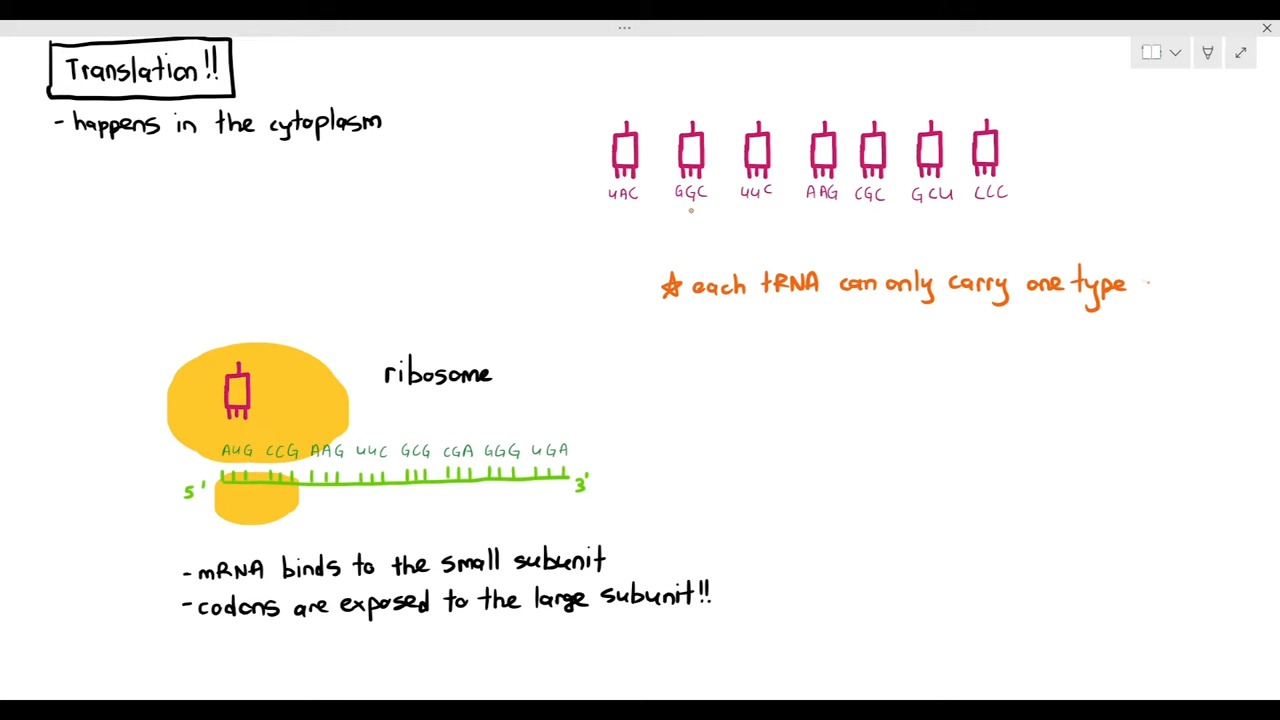 Translation!!
- happens in the cytoplasm
UAC GGC UUC AAG CGC GCU CCC
☆ each tRNA can only carry one type
ribosome
AUG CCG AAG UUC GCG CGA GGG UGA
5' 3'
- mRNA binds to the small subunit
- codons are exposed to the large subunit!!